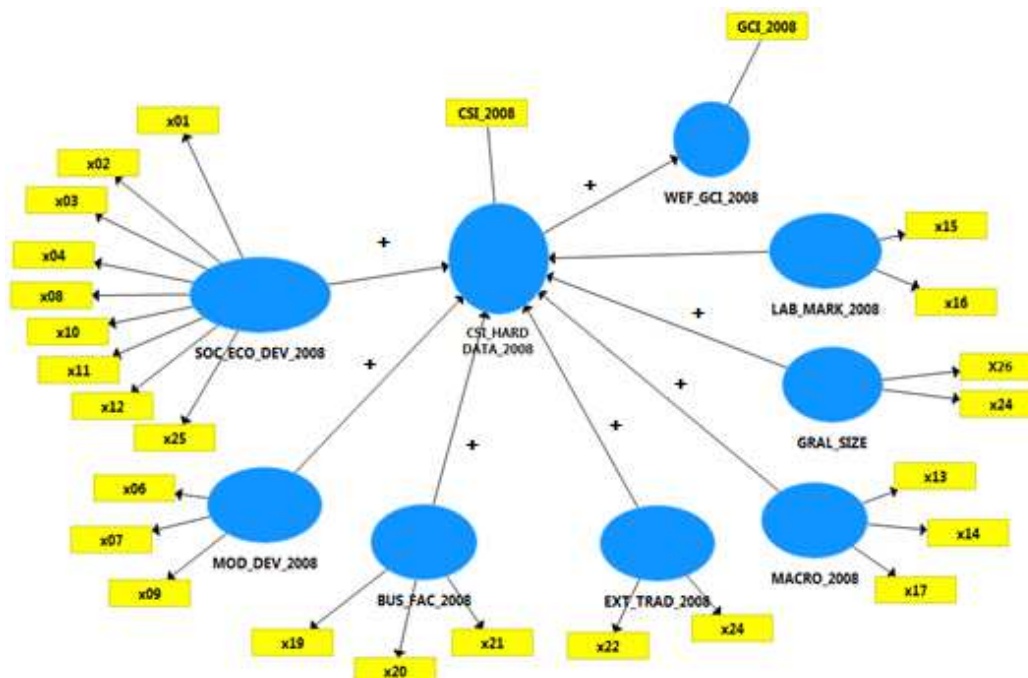 GCI_2008
CSI_2008
x01
x02
x03
x04
x08
x10
x11
x12
x25
+
+
WEF_GCI_2008
x15
x16
LAB_MARK_2008
CSI_HARD
DATA_2008
SOC_ECO_DEV_2008
+
+
X26
x24
GRAL_SIZE
+
+
+
x06
x07
x09
MOD_DEV_2008
BUS_FAC_2008
EXT_TRAD_2008
MACRO_2008
x13
x14
x17
x19
x20
x21
x22
x24